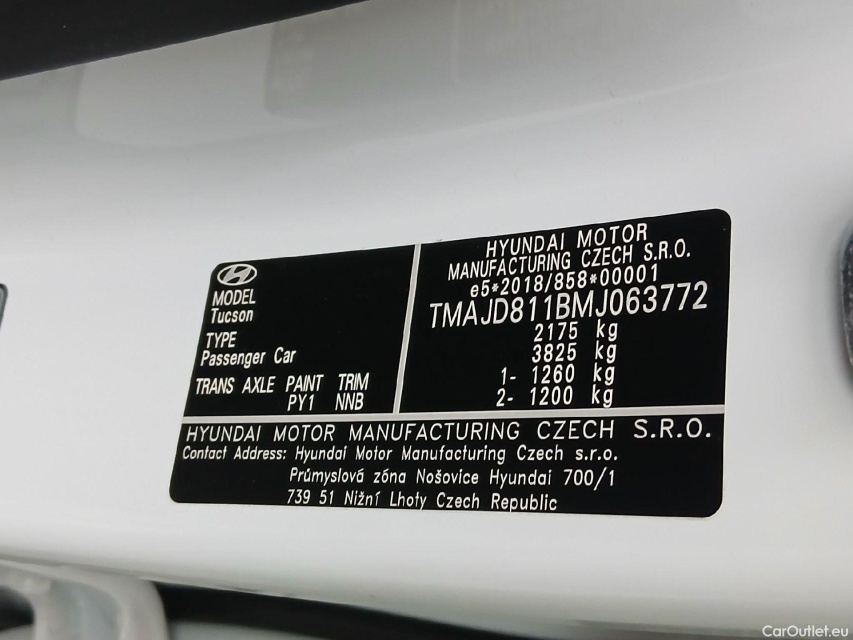 MODEL
Tucson
TYPE
Passenger Car
TRANS AXLE PAINT TRIM
PY1 NNB
HYUNDAI MOTOR
MANUFACTURING CZECH S.R.O.
e5*2018/858*00001
TMAJD811BMJ063772
2175 kg
3825 kg
1- 1260 kg
2- 1200 kg
HYUNDAI MOTOR MANUFACTURING CZECH S.R.O.
Contact Address: Hyundai Motor Manufacturing Czech s.r.o.
Průmyslová zóna Nošovice Hyundai 700/1
739 51 Nižní Lhoty Czech Republic
CarOutlet.eu